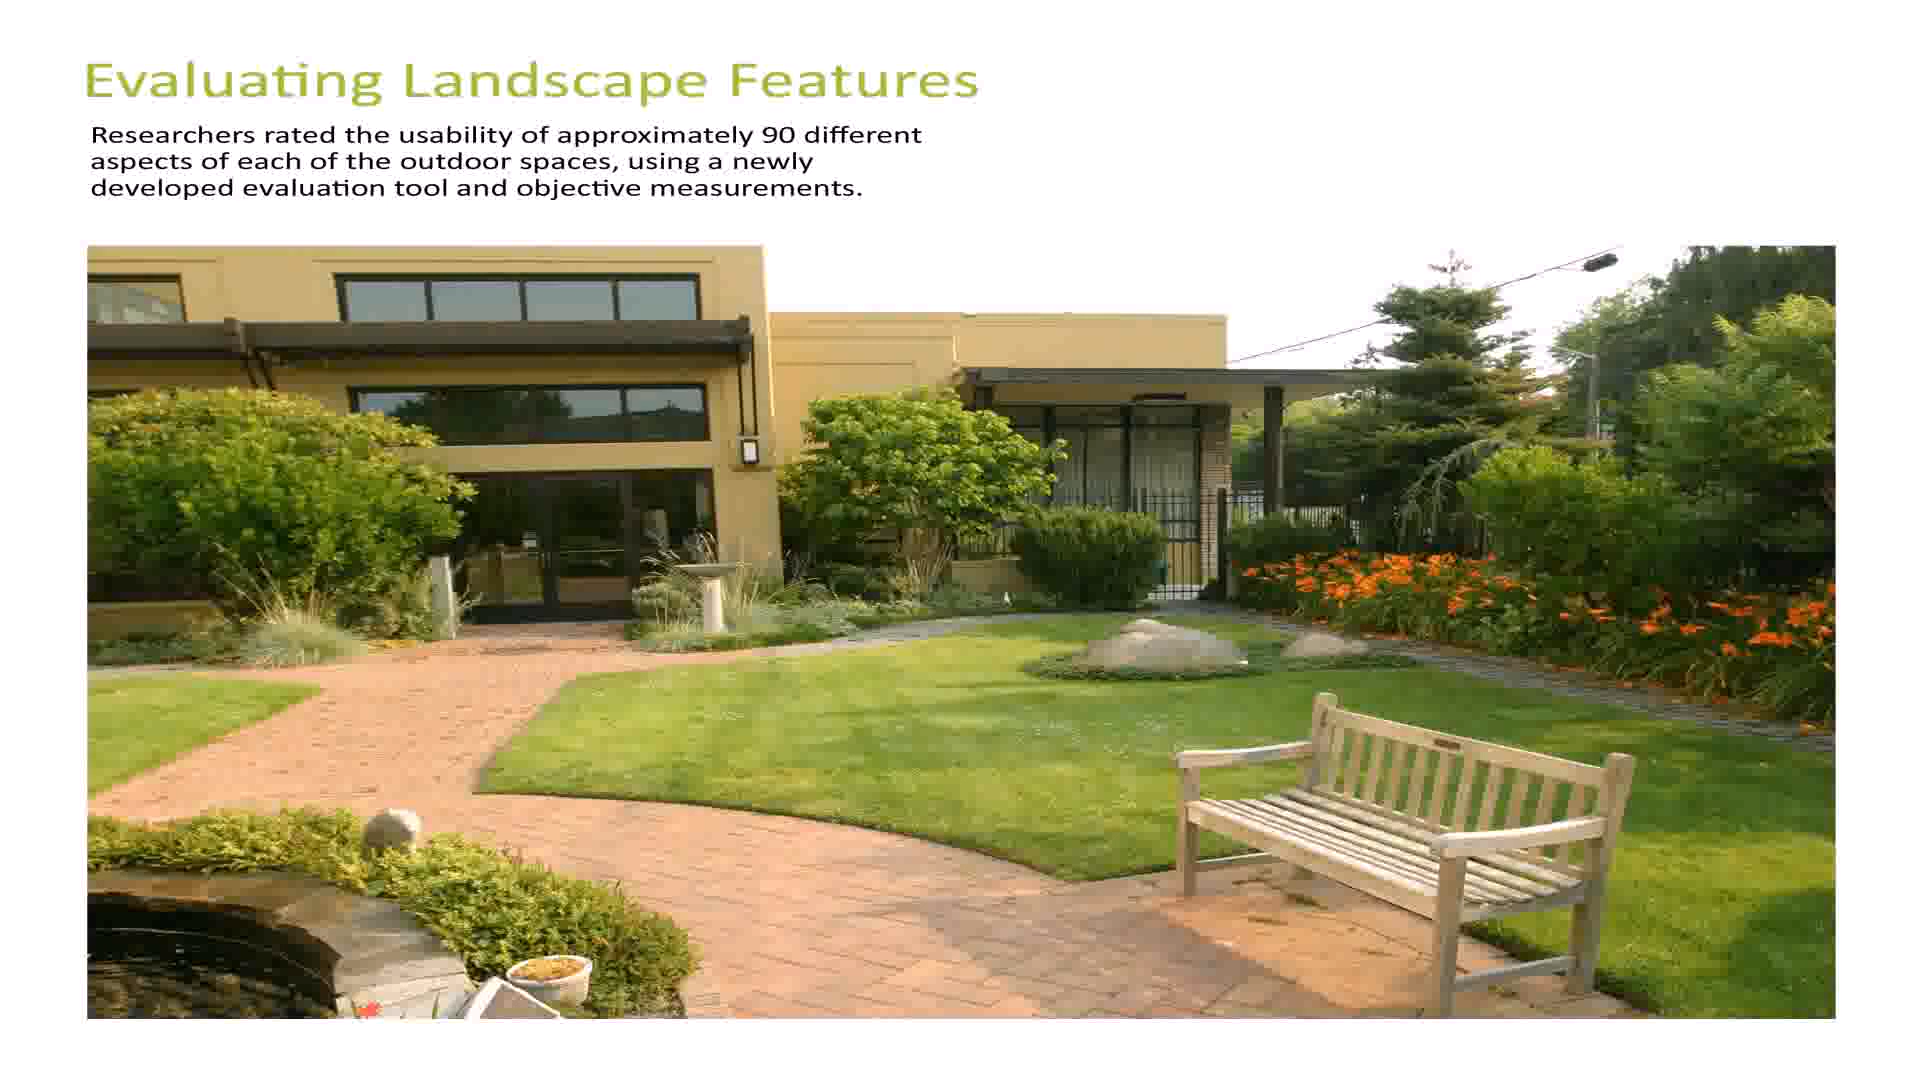 Evaluating Landscape Features
Researchers rated the usability of approximately 90 different
aspects of each of the outdoor spaces, using a newly
developed evaluation tool and objective measurements.